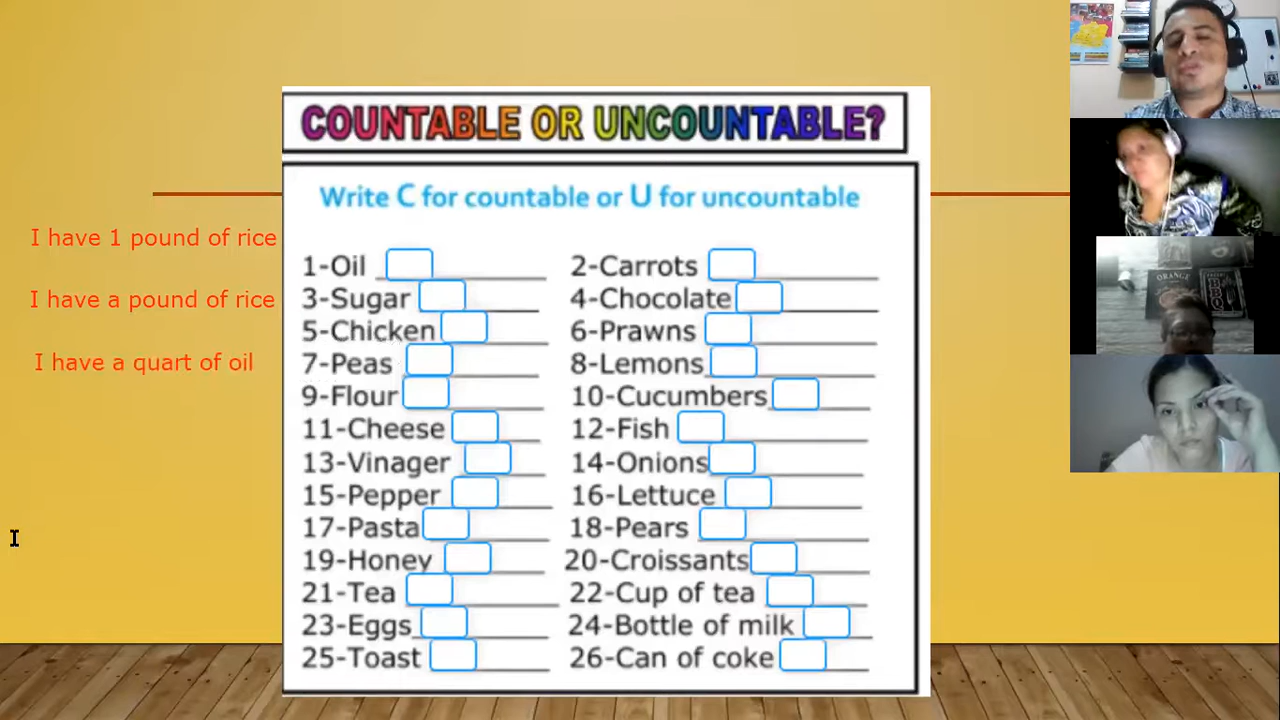 COUNTABLE OR UNCOUNTABLE?
Write C for countable or U for uncountable
I have 1 pound of rice
I have a pound of rice
I have a quart of oil
1-Oil
2-Carrots
3-Sugar
4-Chocolate
5-Chicken
6-Prawns
7-Peas
8-Lemons
9-Flour
10-Cucumbers
11-Cheese
12-Fish
13-Vinager
14-Onions
15-Pepper
16-Lettuce
17-Pasta
18-Pears
19-Honey
20-Croissants
21-Tea
22-Cup of tea
23-Eggs
24-Bottle of milk
25-Toast
26-Can of coke
ORANGE